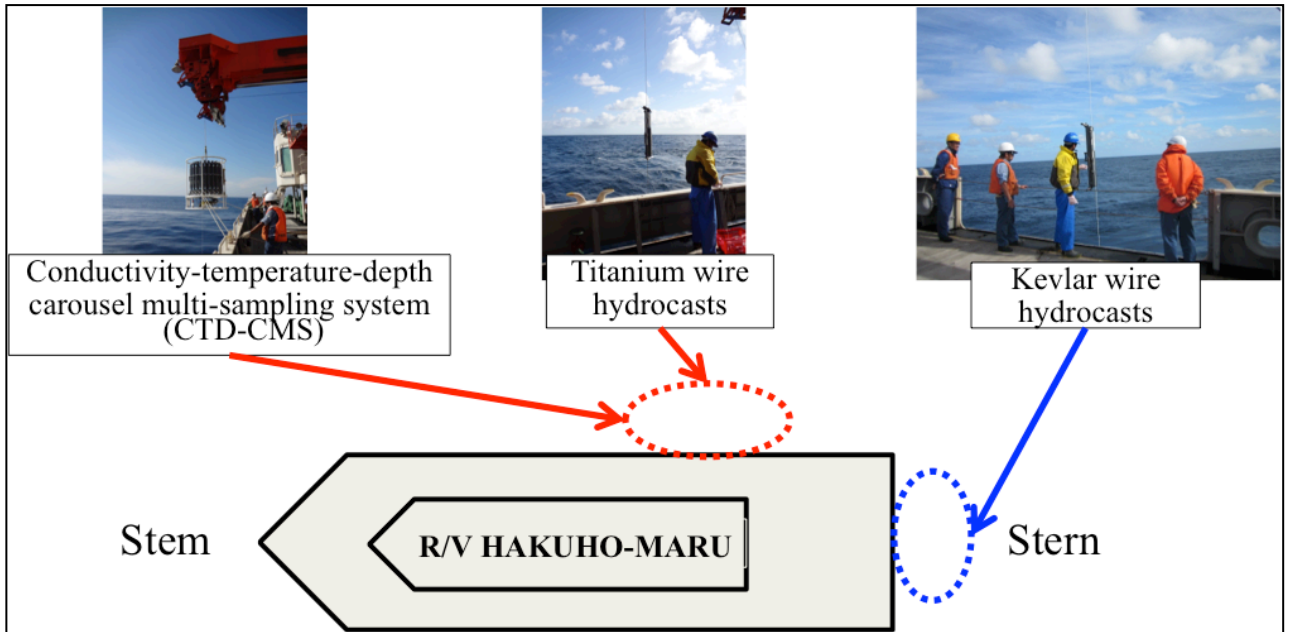 Conductivity-temperature-depth
carousel multi-sampling system
(CTD-CMS)
Titanium wire
hydrocasts
Kevlar wire
hydrocasts
Stem
R/V HAKUHO-MARU
Stern